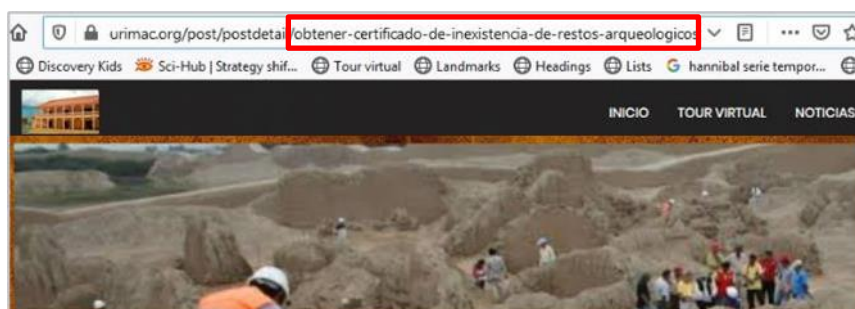 urimac.org/post/postdetail/obtener-certificado-de-inexistencia-de-restos-arqueologicos
Discovery Kids Sci-Hub | Strategy shif... Tour virtual Landmarks Headings Lists hannibal serie tempor...
INICIO TOUR VIRTUAL NOTICIAS